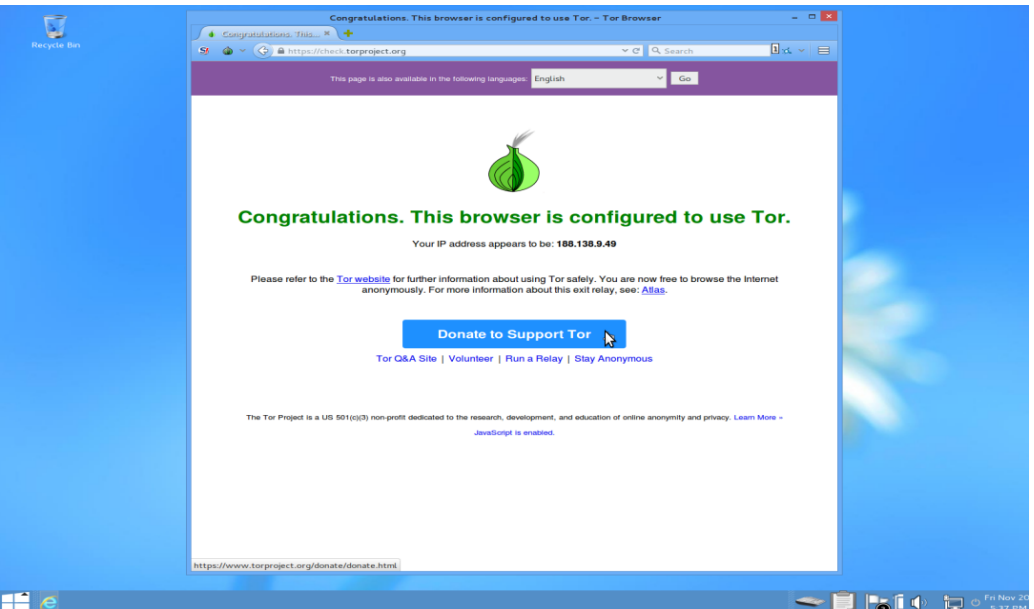 Recycle Bin
Congratulations. This browser is configured to use Tor. – Tor Browser
Congratulations. This...
https://check.torproject.org
Search
This page is also available in the following languages: English Go
Congratulations. This browser is configured to use Tor.
Your IP address appears to be: 188.138.9.49
Please refer to the Tor website for further information about using Tor safely. You are now free to browse the Internet
anonymously. For more information about this exit relay, see: Atlas.
Donate to Support Tor
Tor Q&A Site | Volunteer | Run a Relay | Stay Anonymous
The Tor Project is a US 501(c)(3) non-profit dedicated to the research, development, and education of online anonymity and privacy. Learn More »
JavaScript is enabled.
https://www.torproject.org/donate/donate.html
Fri Nov 20
5:37 PM